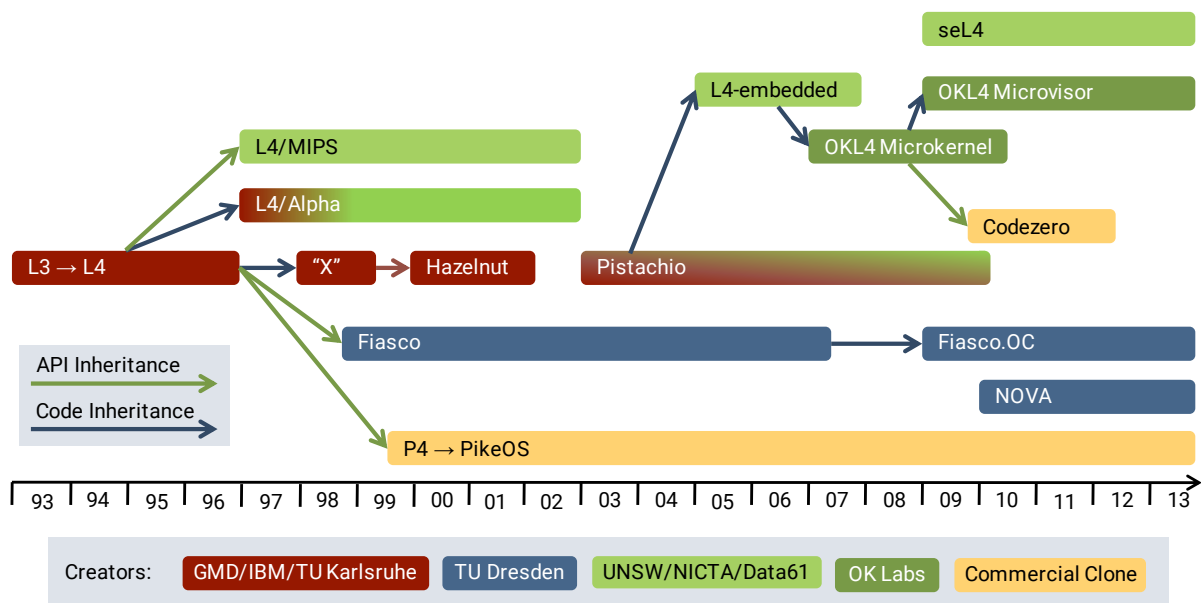 seL4
L4-embedded
OKL4 Microvisor
L4/MIPS
OKL4 Microkernel
L4/Alpha
Codezero
L3 → L4
“X”
Hazelnut
Pistachio
Fiasco
Fiasco.OC
API Inheritance
Code Inheritance
NOVA
P4 → PikeOS
93 94 95 96 97 98 99 00 01 02 03 04 05 06 07 08 09 10 11 12 13
Creators: GMD/IBM/TU Karlsruhe TU Dresden UNSW/NICTA/Data61 OK Labs Commercial Clone